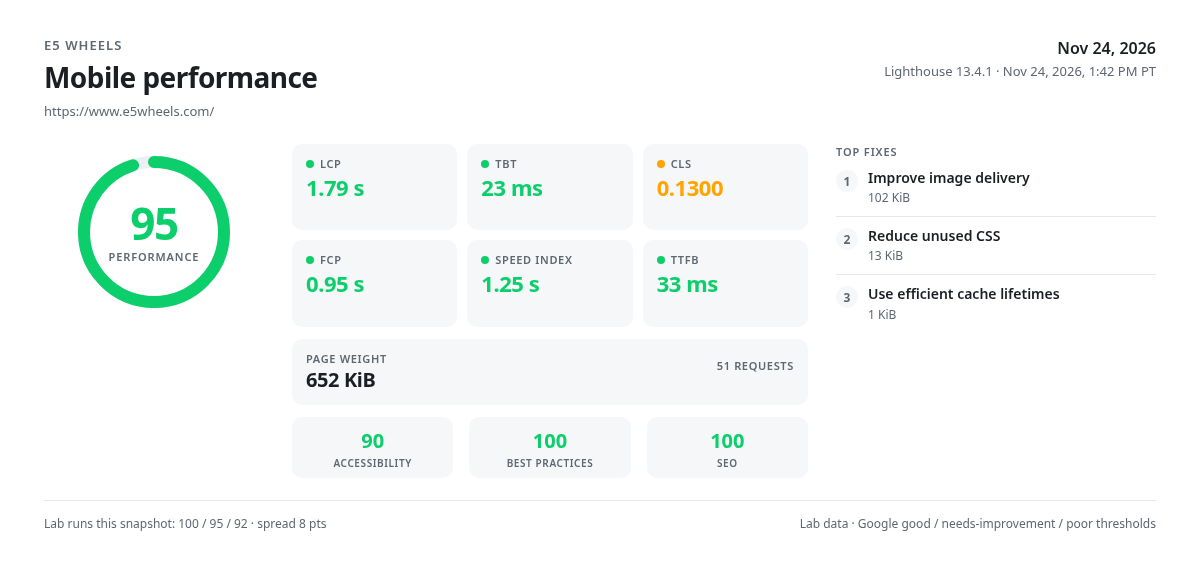 E5 WHEELS
Mobile performance
https://www.e5wheels.com/
Nov 24, 2026
Lighthouse 13.4.1 · Nov 24, 2026, 1:42 PM PT
95
PERFORMANCE
LCP
1.79 s
TBT
23 ms
CLS
0.1300
FCP
0.95 s
SPEED INDEX
1.25 s
TTFB
33 ms
PAGE WEIGHT
652 KiB
51 REQUESTS
90
ACCESSIBILITY
100
BEST PRACTICES
100
SEO
TOP FIXES
1
Improve image delivery
102 KiB
2
Reduce unused CSS
13 KiB
3
Use efficient cache lifetimes
1 KiB
Lab runs this snapshot: 100 / 95 / 92 · spread 8 pts
Lab data · Google good / needs-improvement / poor thresholds